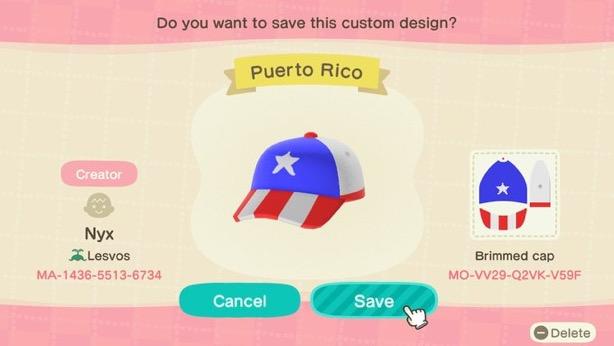 Do you want to save this custom design?
Puerto Rico
Creator
Nyx
Lesvos
MA-1436-5513-6734
Brimmed cap
MO-VV29-Q2VK-V59F
Cancel
Save
Delete